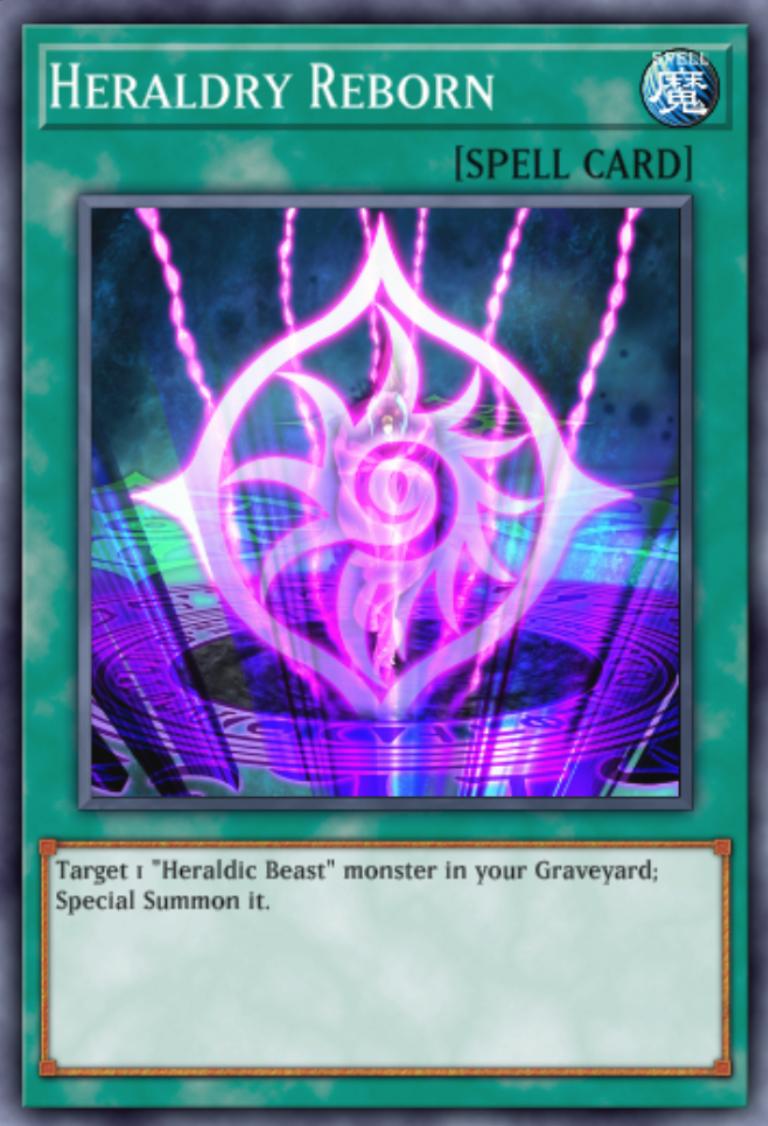 HERALDRY REBORN
SPELL
魔
[SPELL CARD]
Target 1 "Heraldic Beast" monster in your Graveyard;
Special Summon it.